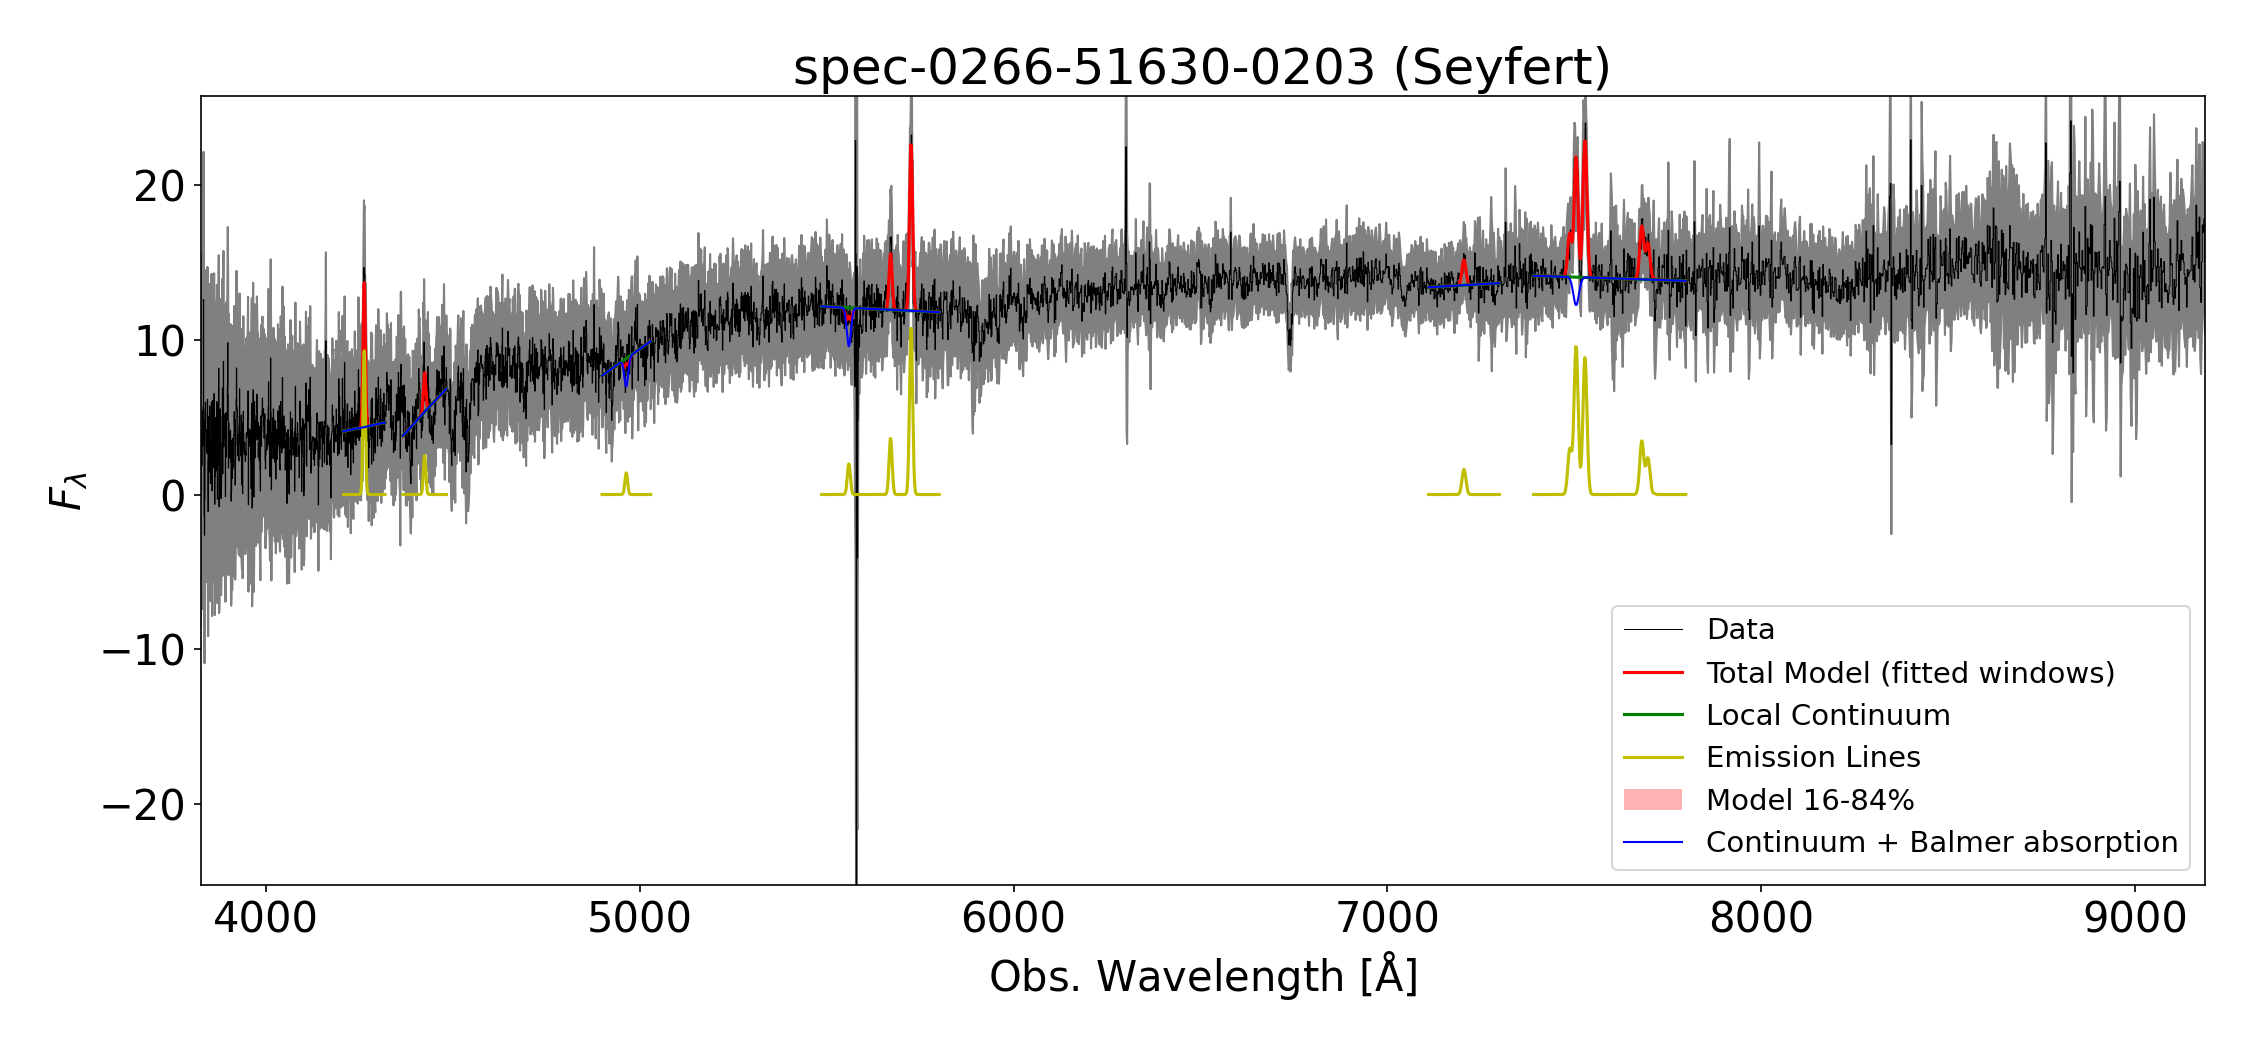 spec-0266-51630-0203 (Seyfert)
20
10
0
−10
−20
Fλ
4000 5000 6000 7000 8000 9000
Obs. Wavelength [Å]
Data
Total Model (fitted windows)
Local Continuum
Emission Lines
Model 16-84%
Continuum + Balmer absorption